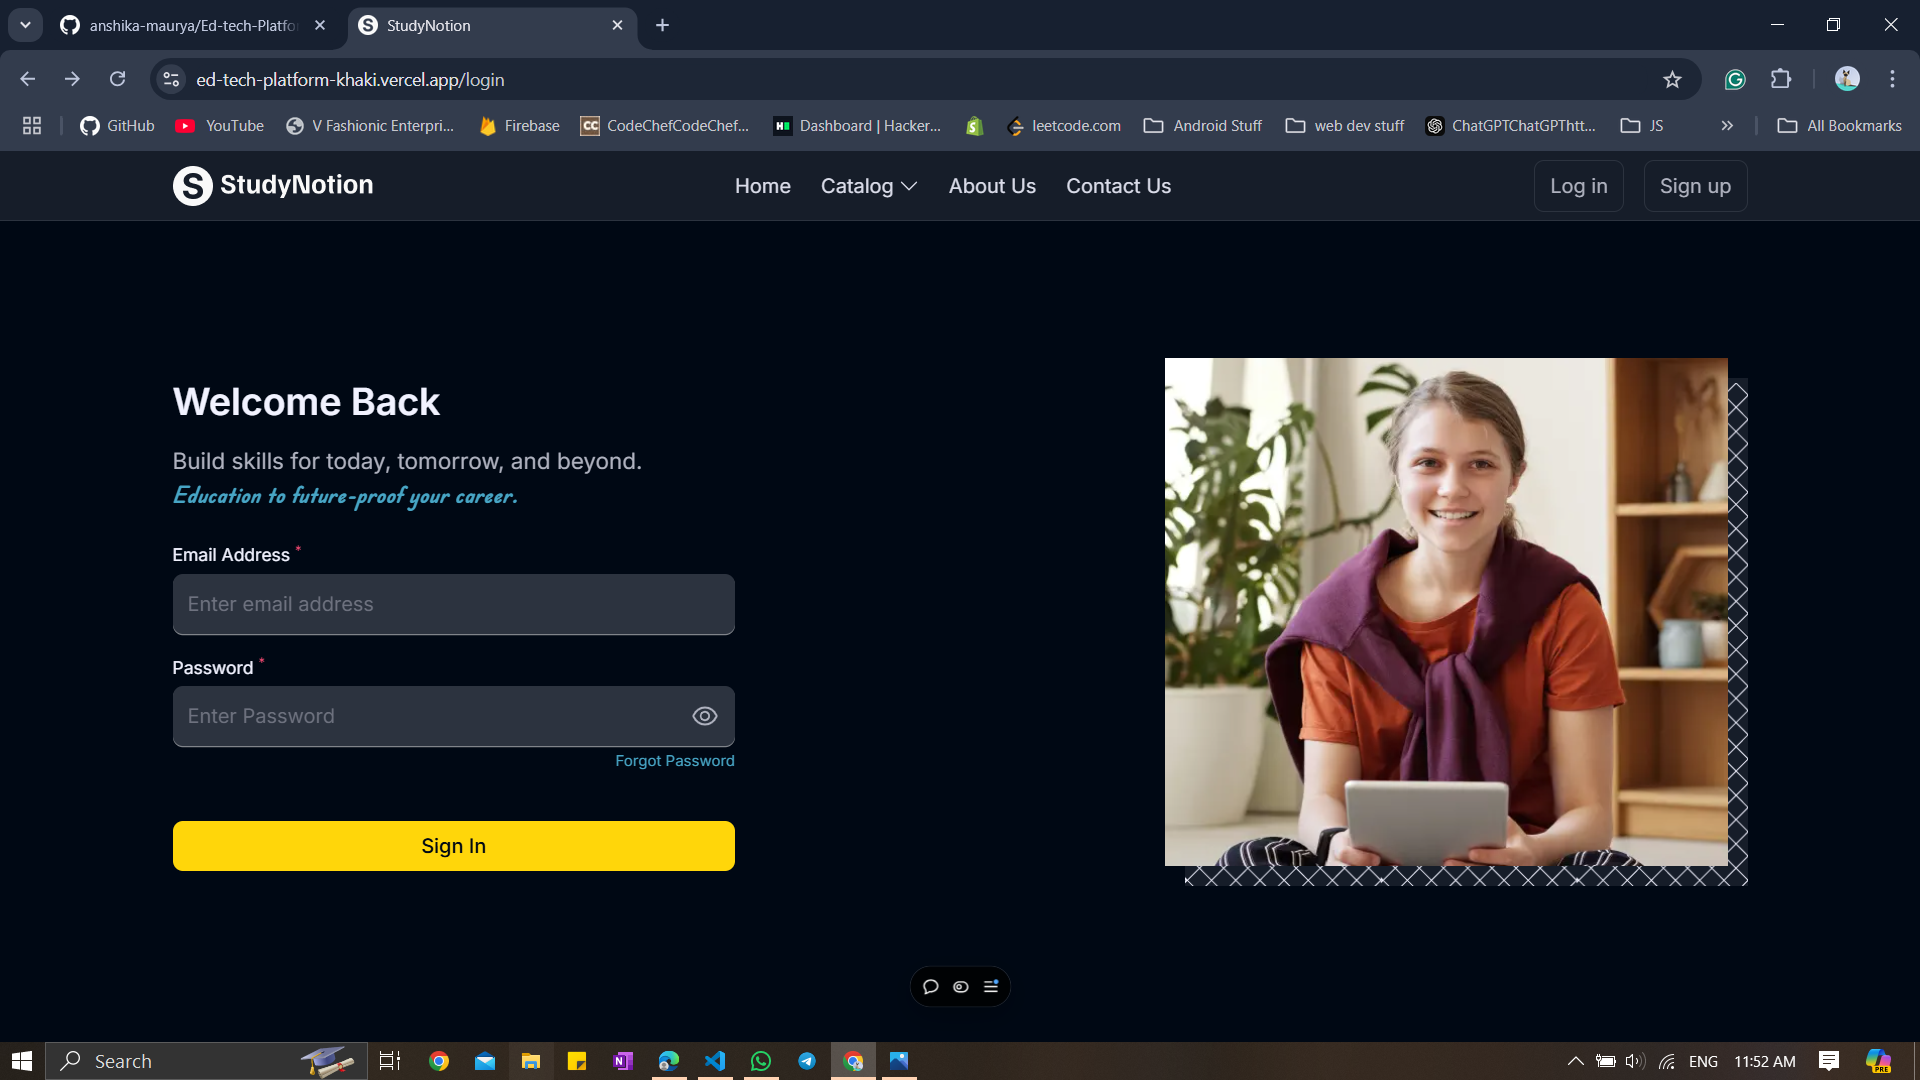 anshika-maurya/Ed-tech-Platfo
StudyNotion
ed-tech-platform-khaki.vercel.app/login
GitHub
YouTube
V Fashionic Enterpri...
Firebase
CC
CodeChefCodeChef...
H
Dashboard | Hacker...
leetcode.com
Android Stuff
web dev stuff
ChatGPTChatGPThtt...
JS
All Bookmarks
S StudyNotion
Home
Catalog
About Us
Contact Us
Log in
Sign up
Welcome Back
Build skills for today, tomorrow, and beyond.
Education to future-proof your career.
Email Address *
Enter email address
Password *
Enter Password
Forgot Password
Sign In
Search
N
ENG
11:52 AM
PRE